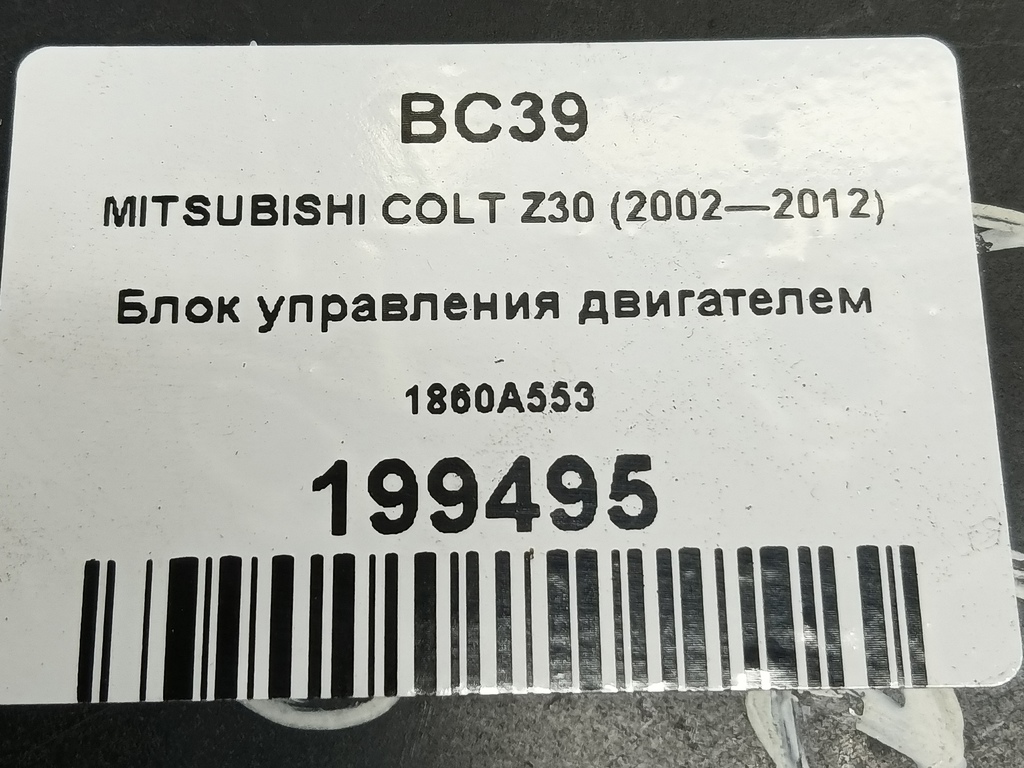 BC39
MITSUBISHI COLT Z30 (2002—2012)
Блок управления двигателем
1860A553
199495